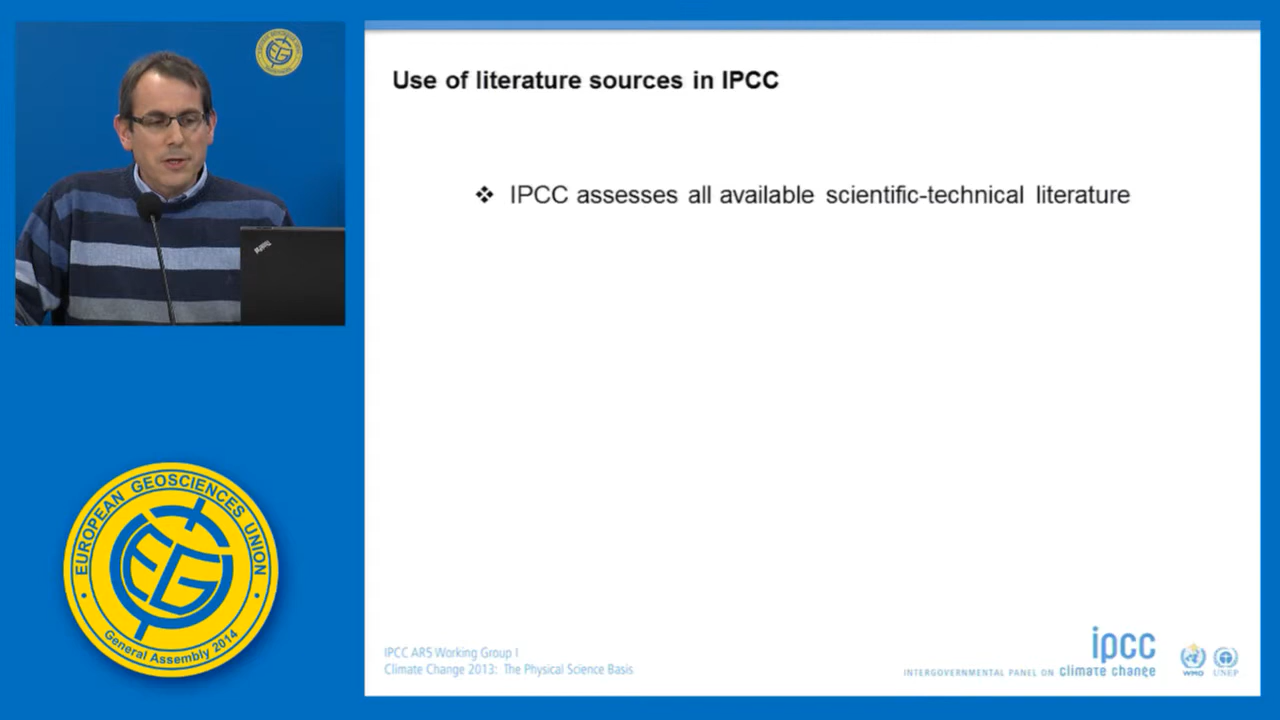 Use of literature sources in IPCC
❖ IPCC assesses all available scientific-technical literature
ThinkPad
EUROPEAN GEOSCIENCES UNION
EGU
General Assembly 2014
IPCC AR5 Working Group I
Climate Change 2013: The Physical Science Basis
ipcc
INTERGOVERNMENTAL PANEL ON climate change
WMO
UNEP